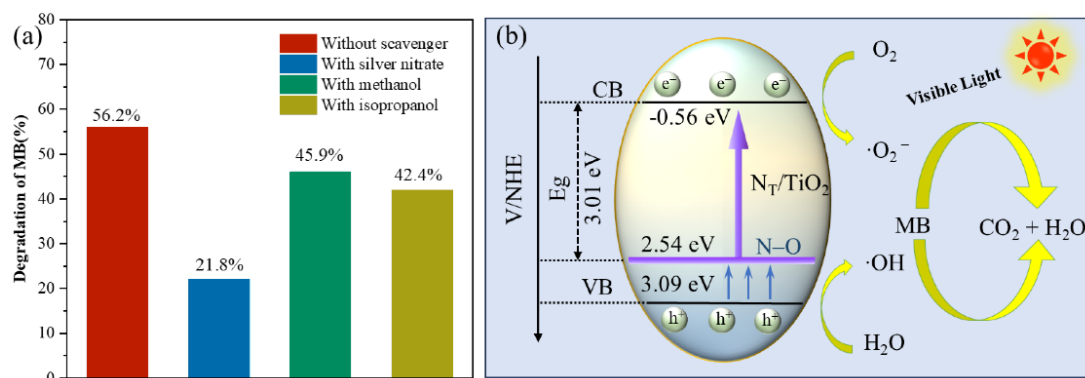 (a)
80
70
60
50
40
30
20
10
0
Degradation of MB(%)
Without scavenger
With silver nitrate
With methanol
With isopropanol
56.2%
21.8%
45.9%
42.4%
(b)
V/NHE
CB
e⁻ e⁻ e⁻
-0.56 eV
Eg
3.01 eV
N_T/TiO₂
2.54 eV
N–O
VB
3.09 eV
h⁺ h⁺ h⁺
O₂
Visible Light
·O₂⁻
MB
CO₂ + H₂O
·OH
H₂O